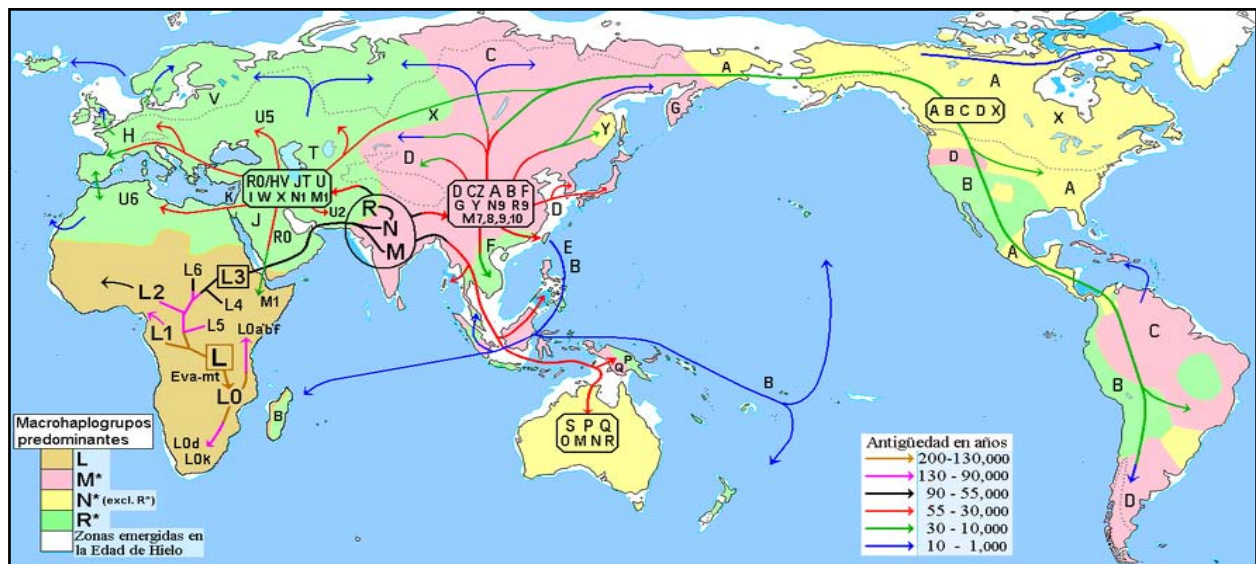 A
C
A
V
A B C D X
X
H
U5
X
G
T
Y
D
D
A
R0/HV JT U
I W X N1 M1
D CZ A B F
G Y N9 R9
M7,8,9,10
B
K
U6
J
U2
R
N
M
D
R0
F
E
B
A
L6
L3
L2
L4
M1
L5
L0abf
L1
L
C
P
Q
Eva-mt
L0
B
B
B
S P Q
O M N R
L0d
L0k
D
Macrohaplogrupos
predominantes
L
M*
N* (excl. R*)
R*
Zonas emergidas en
la Edad de Hielo
Antigüedad en años
200-130,000
130 - 90,000
90 - 55,000
55 - 30,000
30 - 10,000
10 - 1,000